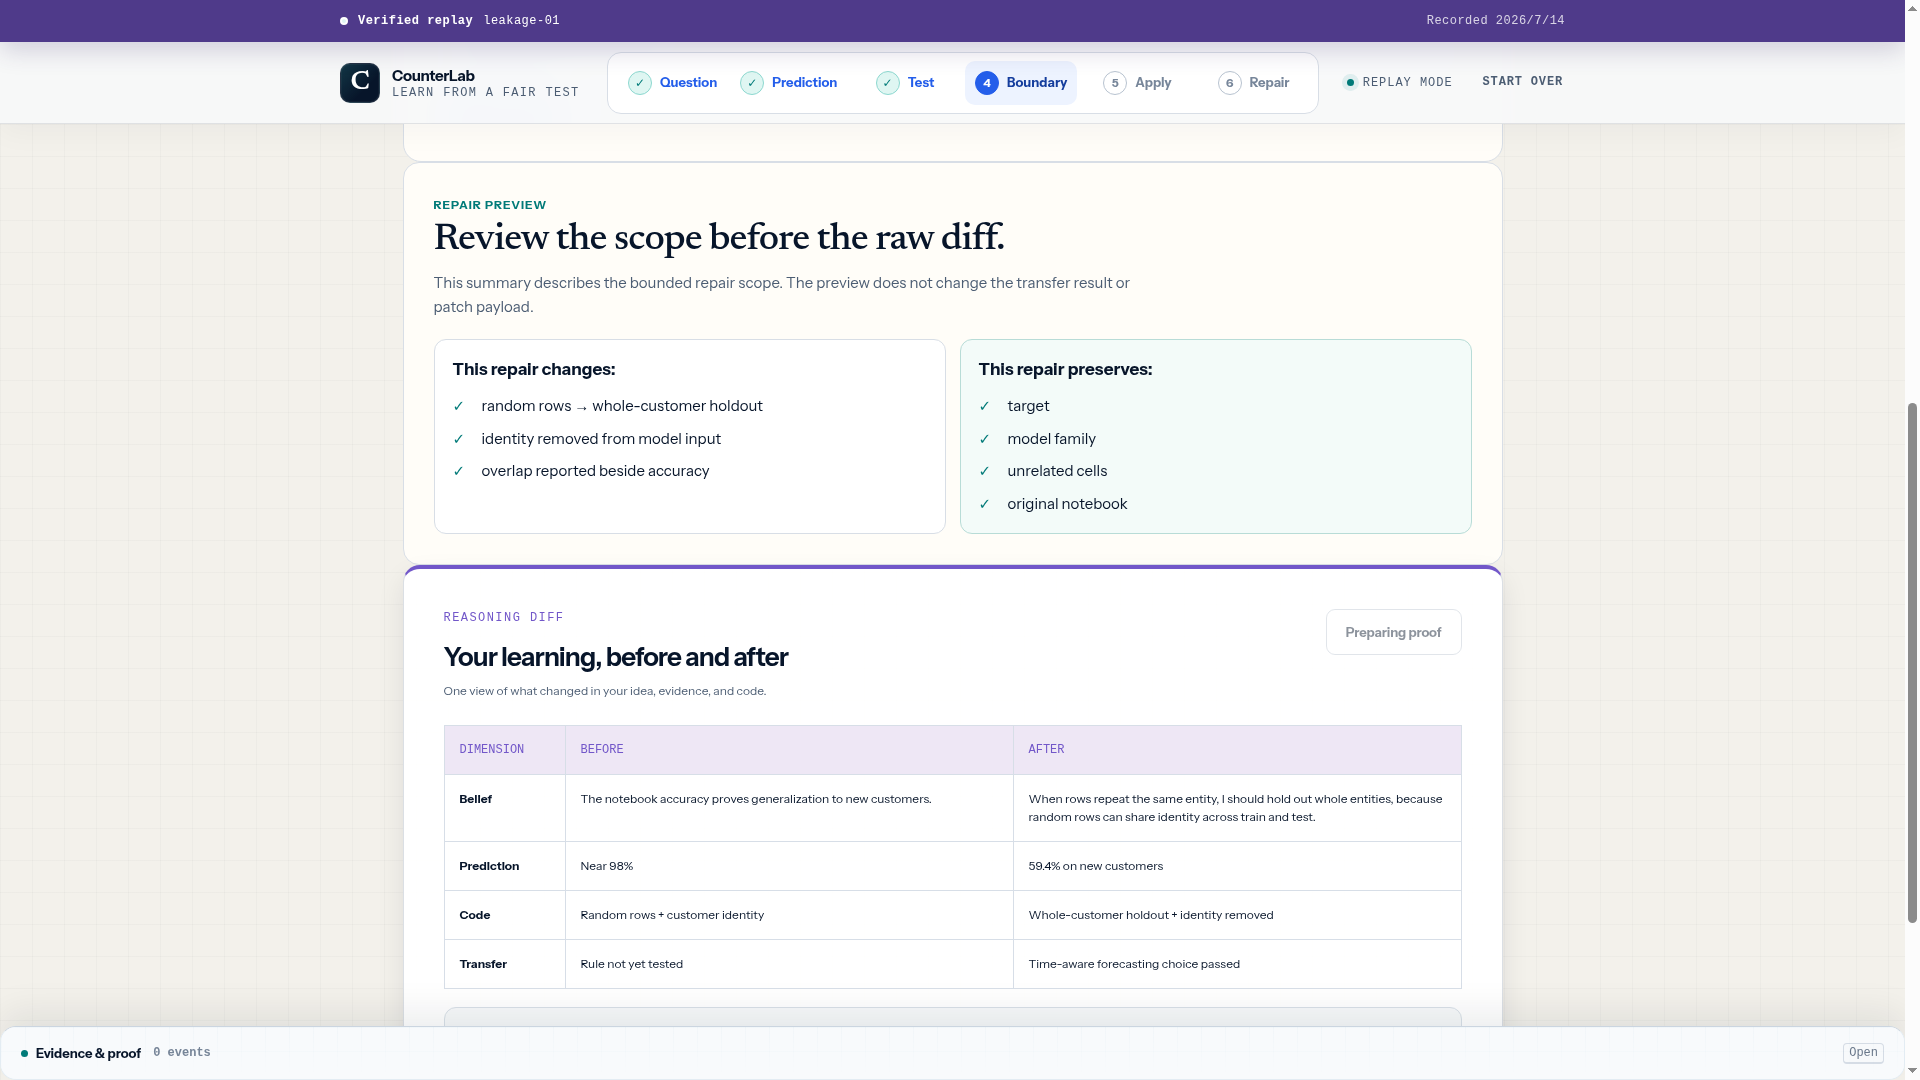 Verified replay leakage-01
Recorded 2026/7/14
C
CounterLab
LEARN FROM A FAIR TEST
✓ Question
✓ Prediction
✓ Test
4 Boundary
5 Apply
6 Repair
REPLAY MODE
START OVER
REPAIR PREVIEW
Review the scope before the raw diff.
This summary describes the bounded repair scope. The preview does not change the transfer result or
patch payload.
This repair changes:
✓ random rows → whole-customer holdout
✓ identity removed from model input
✓ overlap reported beside accuracy
This repair preserves:
✓ target
✓ model family
✓ unrelated cells
✓ original notebook
REASONING DIFF
Preparing proof
Your learning, before and after
One view of what changed in your idea, evidence, and code.
DIMENSION BEFORE AFTER
Belief The notebook accuracy proves generalization to new customers. When rows repeat the same entity, I should hold out whole entities, because
random rows can share identity across train and test.
Prediction Near 98% 59.4% on new customers
Code Random rows + customer identity Whole-customer holdout + identity removed
Transfer Rule not yet tested Time-aware forecasting choice passed
Evidence & proof 0 events
Open